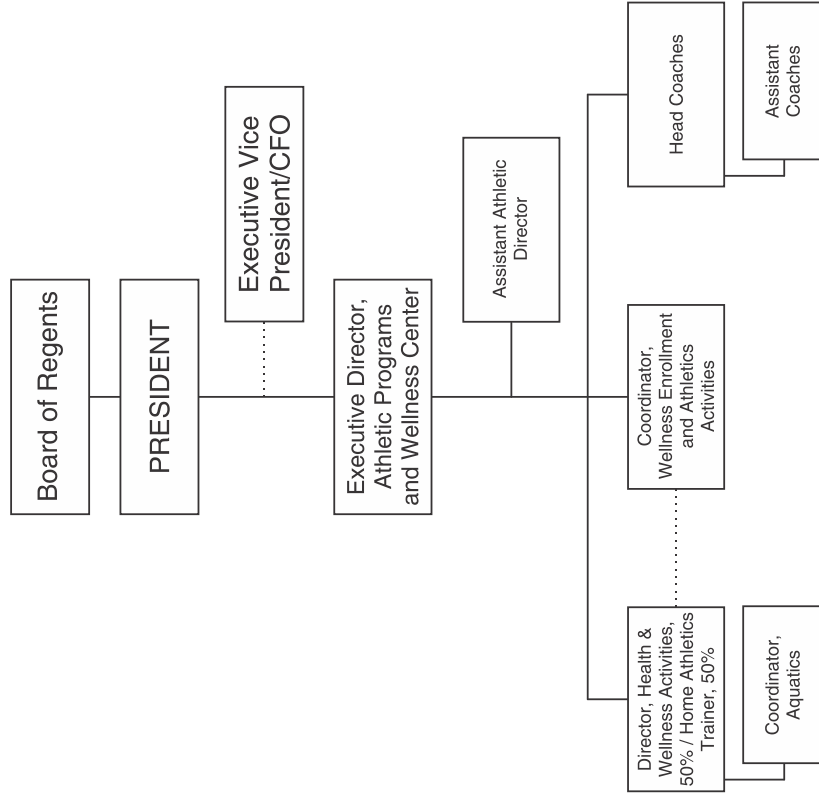 Board of Regents
PRESIDENT
Executive Vice
President/CFO
Executive Director,
Athletic Programs
and Wellness Center
Assistant Athletic
Director
Director, Health &
Wellness Activities,
50% / Home Athletics
Trainer, 50%
Coordinator,
Wellness Enrollment
and Athletics
Activities
Head Coaches
Coordinator,
Aquatics
Assistant
Coaches